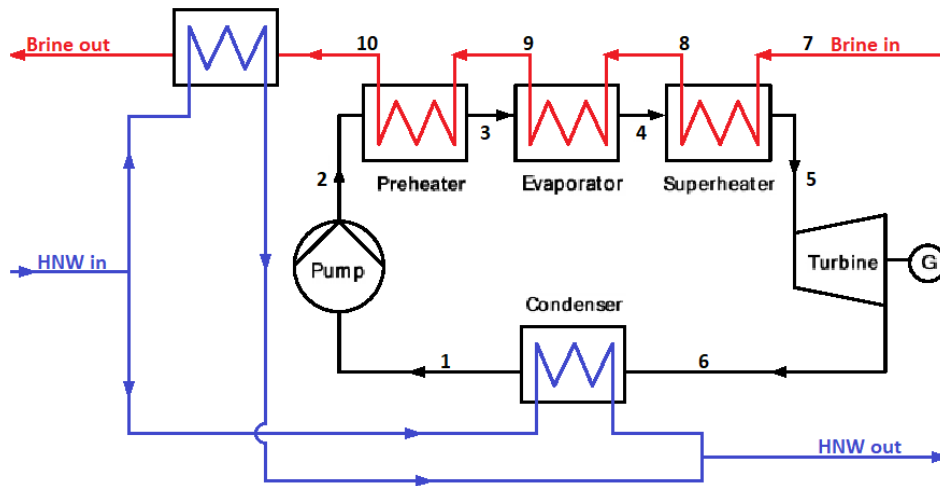 Brine out
10
9
8
7
Brine in
3
4
2
Preheater
Evaporator
Superheater
5
HNW in
Pump
Turbine
G
Condenser
1
6
HNW out